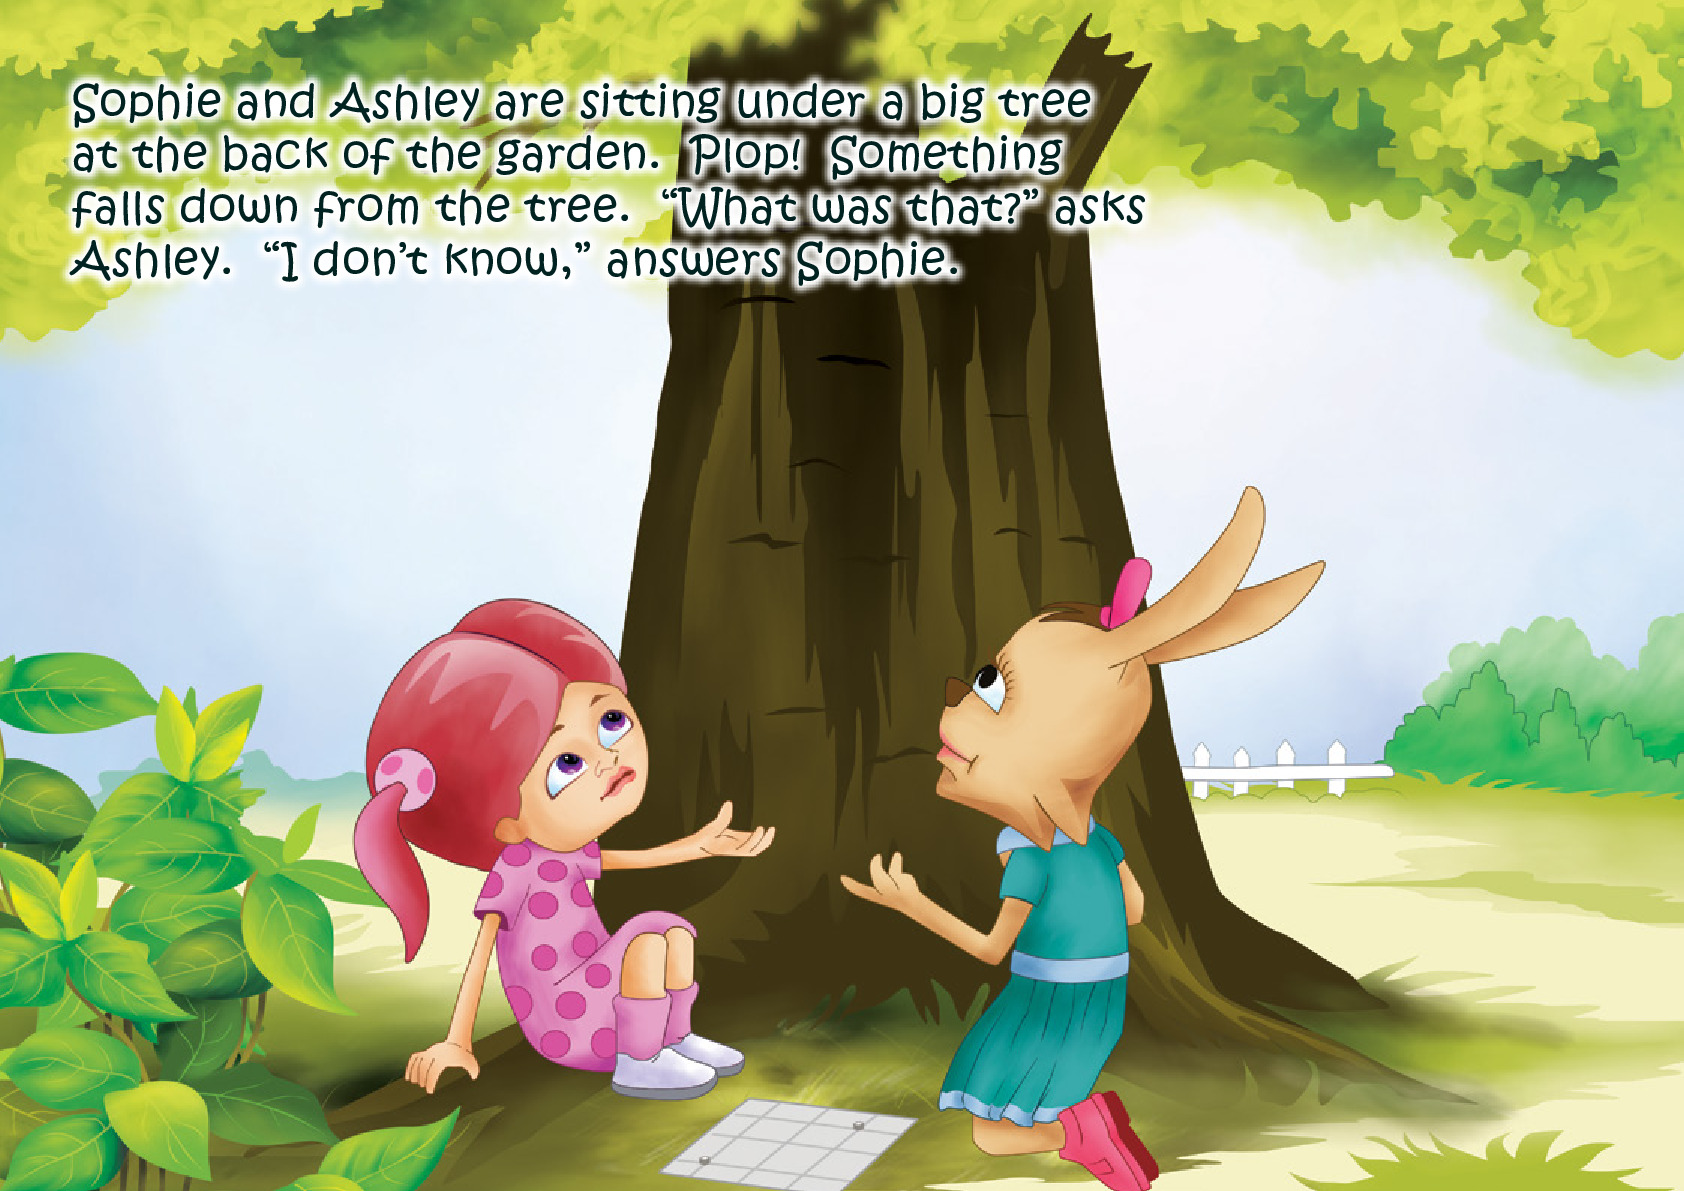 Sophie and Ashley are sitting under a big tree
at the back of the garden.  Plop!  Something
falls down from the tree.  “What was that?” asks
Ashley.  “I don’t know,” answers Sophie.